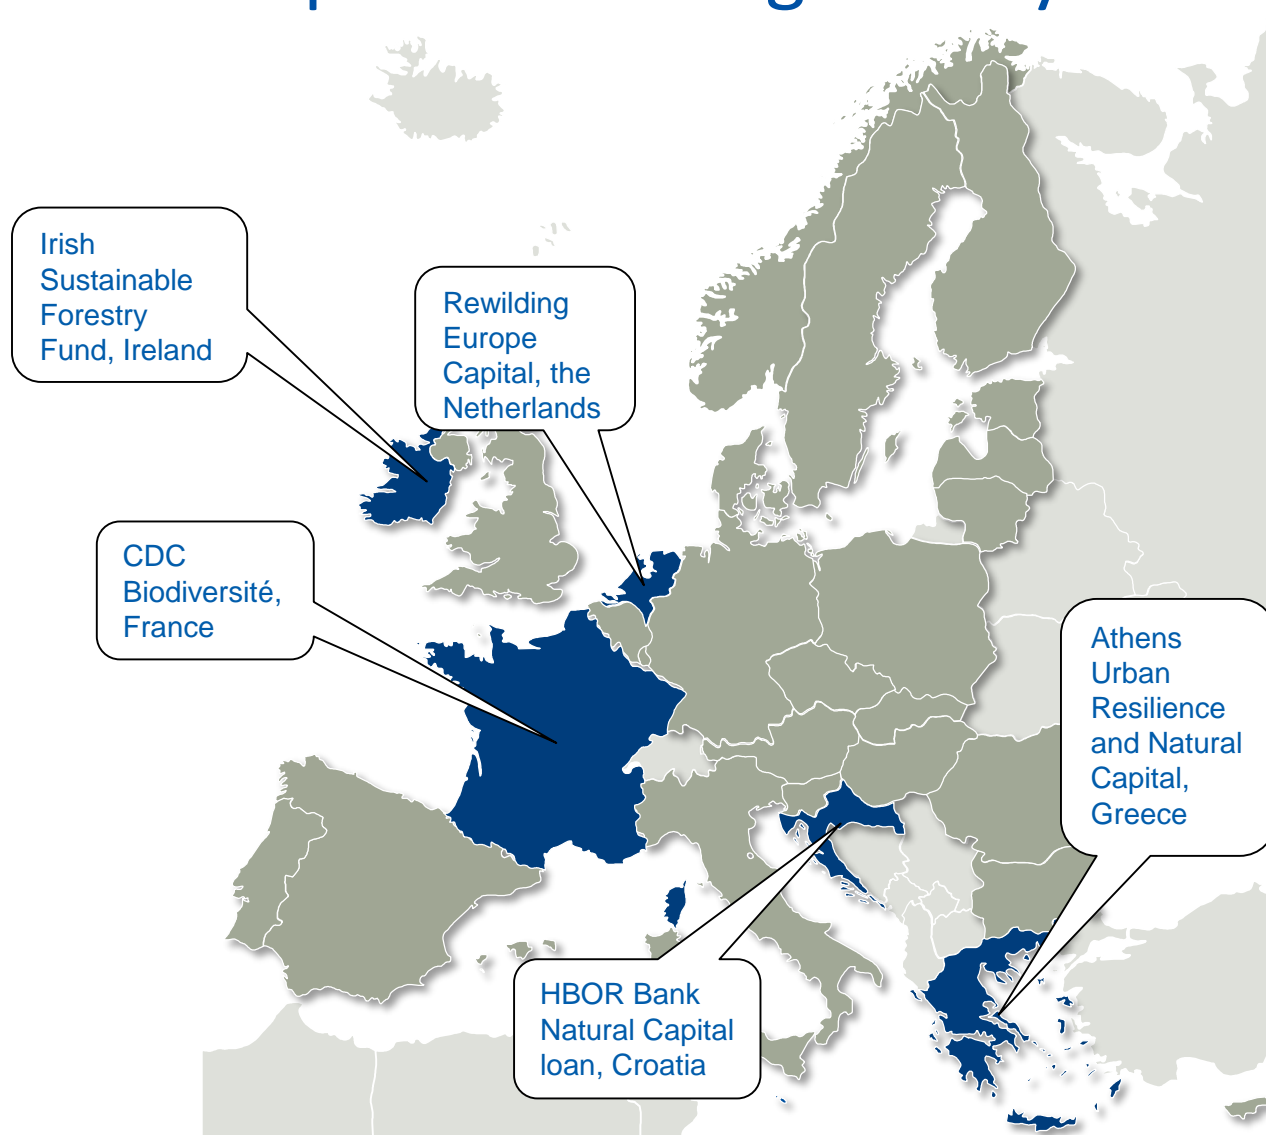 Irish
Sustainable
Forestry
Fund, Ireland
Rewilding
Europe
Capital, the
Netherlands
CDC
Biodiversité,
France
Athens
Urban
Resilience
and Natural
Capital,
Greece
HBOR Bank
Natural Capital
loan, Croatia